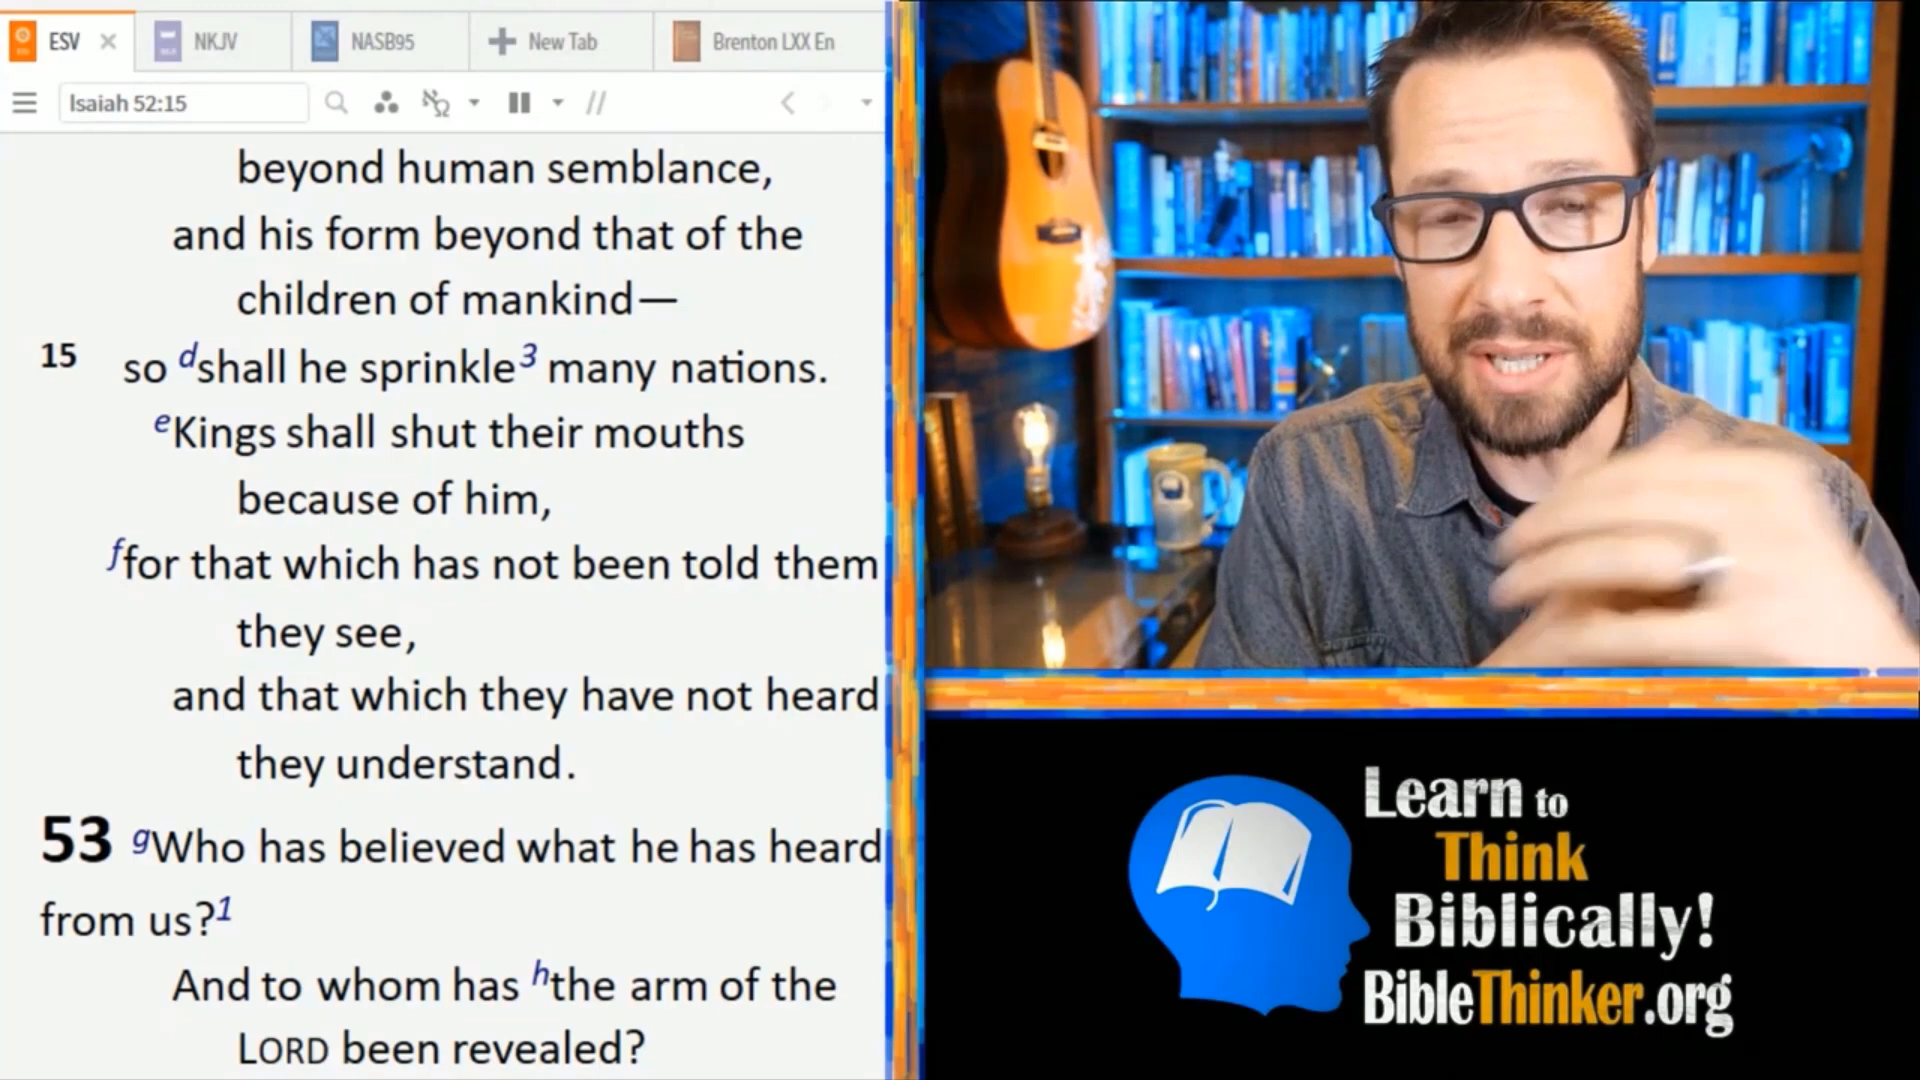 ESV
NKJV
NASB95
New Tab
Brenton LXX En
Isaiah 52:15
beyond human semblance,
and his form beyond that of the
children of mankind—
15 so dshall he sprinkle3 many nations.
eKings shall shut their mouths
because of him,
ffor that which has not been told them
they see,
and that which they have not heard
they understand.
53 gWho has believed what he has heard
from us?1
And to whom has hthe arm of the
LORD been revealed?
Learn to
Think
Biblically!
BibleThinker.org